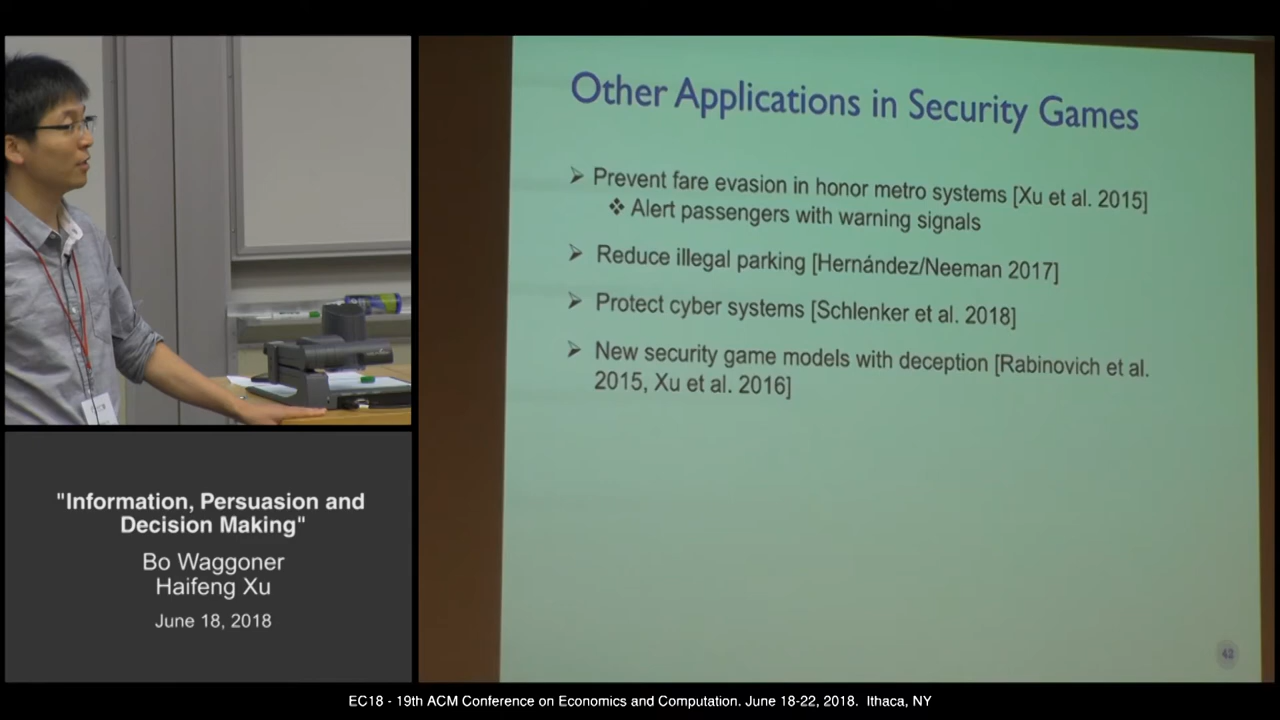 Other Applications in Security Games
➢ Prevent fare evasion in honor metro systems [Xu et al. 2015]
❖ Alert passengers with warning signals
➢ Reduce illegal parking [Hernández/Neeman 2017]
➢ Protect cyber systems [Schlenker et al. 2018]
➢ New security game models with deception [Rabinovich et al.
2015, Xu et al. 2016]
42
"Information, Persuasion and
Decision Making"
Bo Waggoner
Haifeng Xu
June 18, 2018
EC18 - 19th ACM Conference on Economics and Computation. June 18-22, 2018. Ithaca, NY